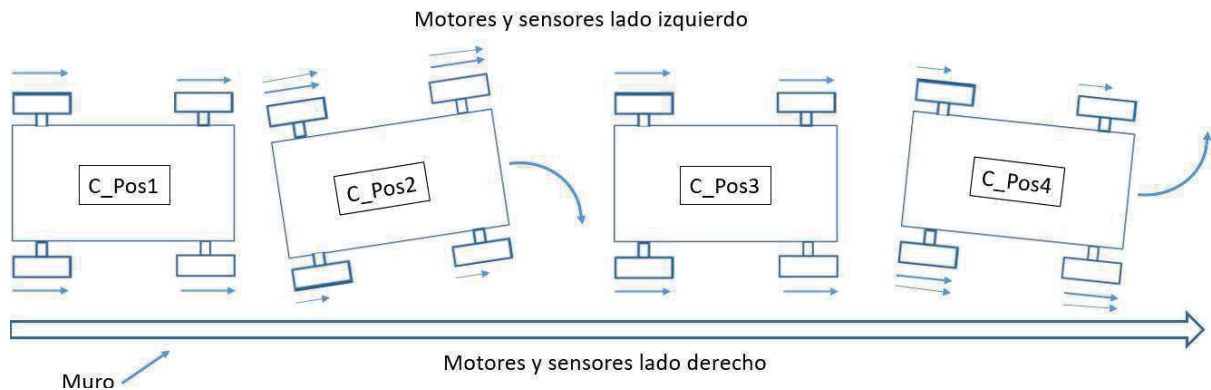 Motores y sensores lado izquierdo
C_Pos1
C_Pos2
C_Pos3
C_Pos4
Motores y sensores lado derecho
Muro